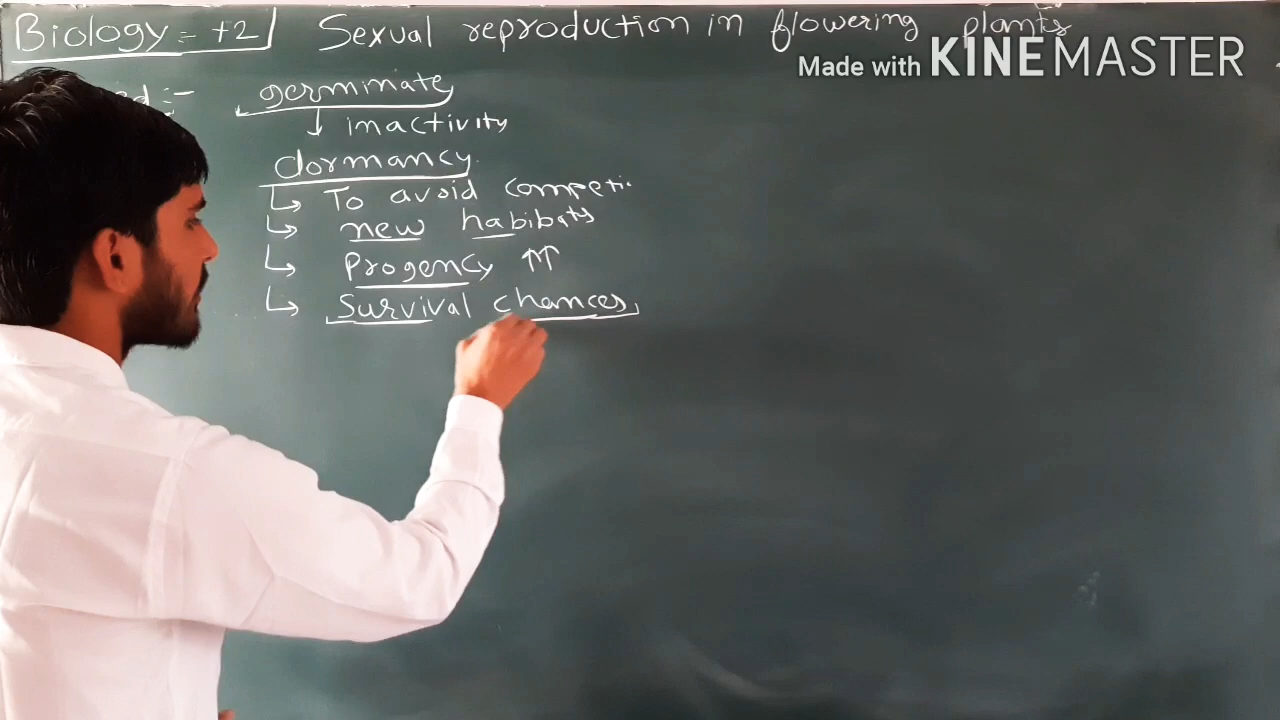 Biology = +2 Sexual reproduction in flowering plants
Made with KINEMASTER
germinate
↓ inactivity
dormancy
↳ To avoid competi.
↳ new habibats
↳ Progency ↑↑
↳ Survival chances